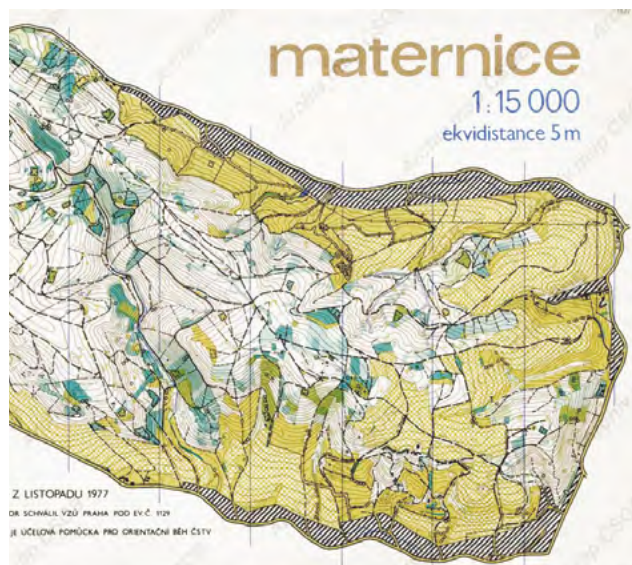 maternice
1:15 000
ekvidistance 5 m
Z LISTOPADU 1977
OR SCHVÁLIL VZÚ PRAHA POD EV. Č. 1129
JE ÚČELOVÁ POMŮCKA PRO ORIENTAČNÍ BĚH ČSTV